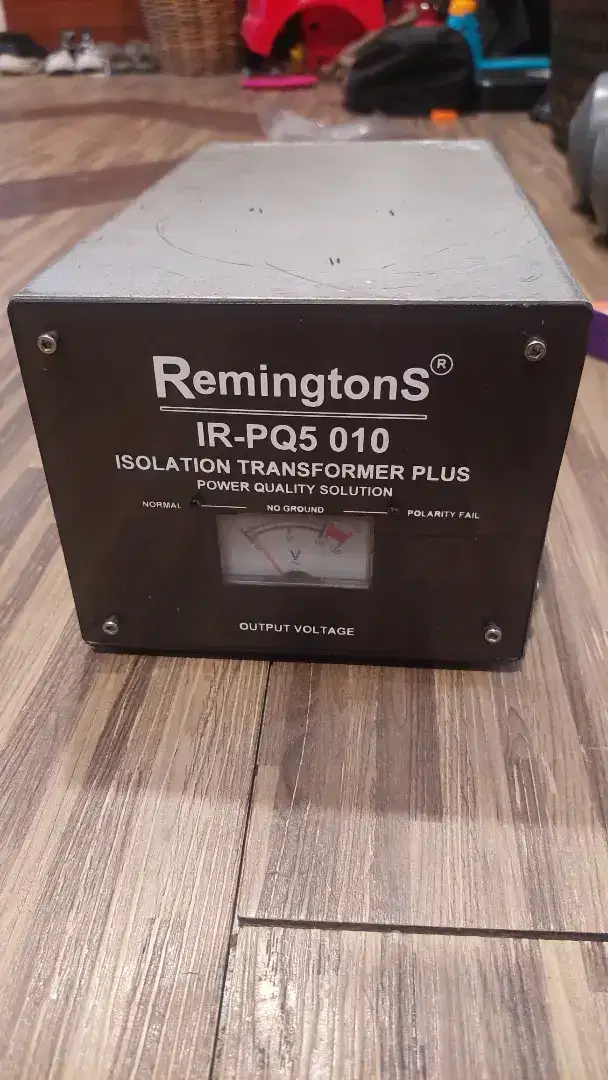 RemingtonS®
IR-PQ5 010
ISOLATION TRANSFORMER PLUS
POWER QUALITY SOLUTION
NORMAL NO GROUND POLARITY FAIL
V
OUTPUT VOLTAGE